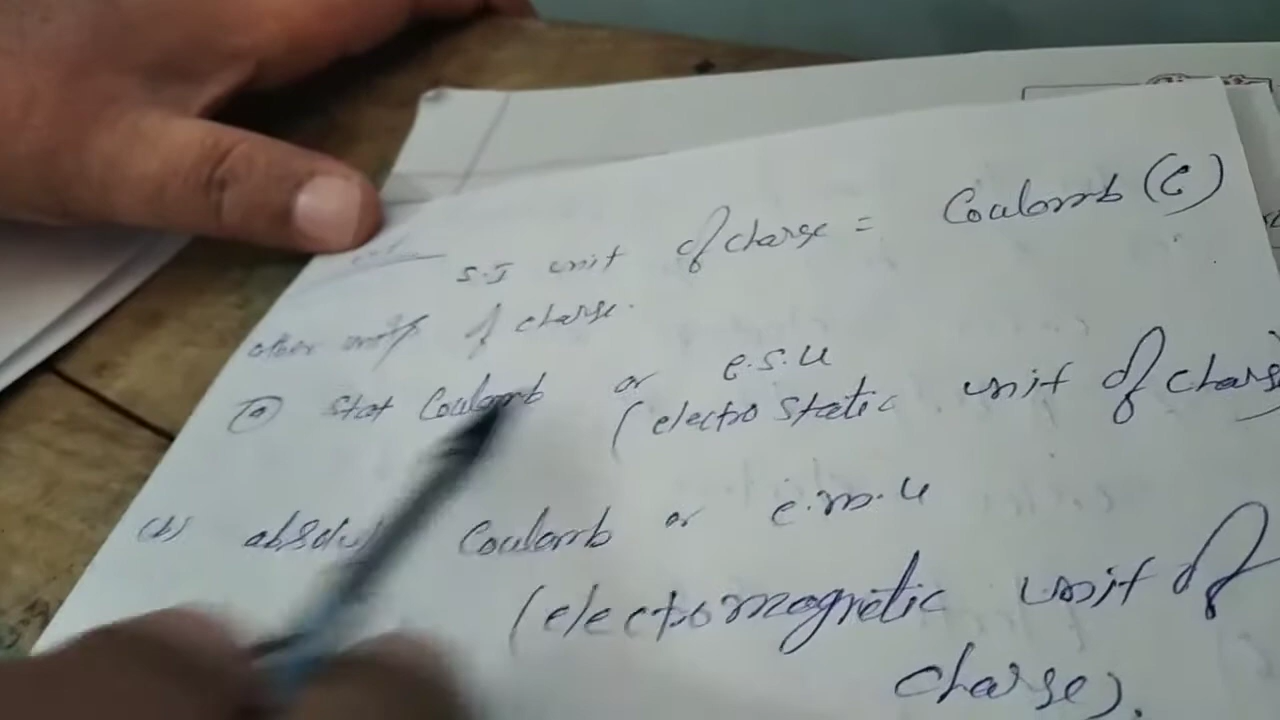 S.I unit of charge = Coulomb (C)
other units of charge.
(a) Stat Coulomb or e.s.u
(electrostatic unit of charge)
(b) absolute Coulomb or e.m.u
(electromagnetic unit of
charge).